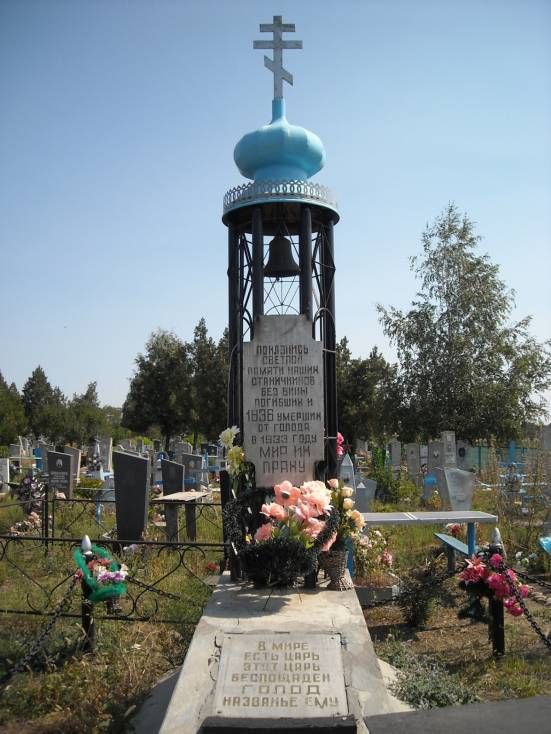 ПОКЛОНИСЬ
СВЕТЛОЙ
ПАМЯТИ НАШИХ
СТАНИЧНИКОВ
БЕЗ ВИНЫ
ПОГИБШИХ И
1836 УМЕРШИХ
ОТ ГОЛОДА
В 1933 ГОДУ
МИР ИМ
ПРАХУ
В МИРЕ
ЕСТЬ ЦАРЬ
ЭТОТ ЦАРЬ
БЕСПОЩАДЕН
ГОЛОД
НАЗВАНЬЕ ЕМУ